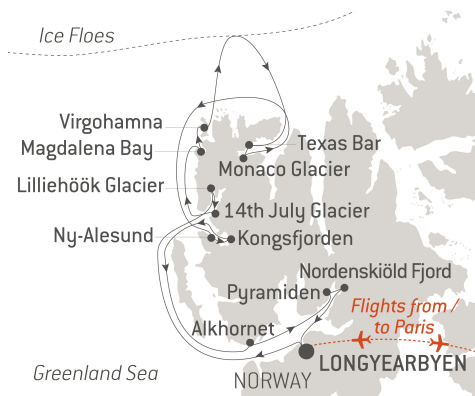 Ice Floes
Virgohamna
Texas Bar
Magdalena Bay
Monaco Glacier
Lilliehöök Glacier
14th July Glacier
Ny-Alesund
Kongsfjorden
Nordenskiöld Fjord
Pyramiden
Flights from /
to Paris
Alkhornet
LONGYEARBYEN
Greenland Sea
NORWAY